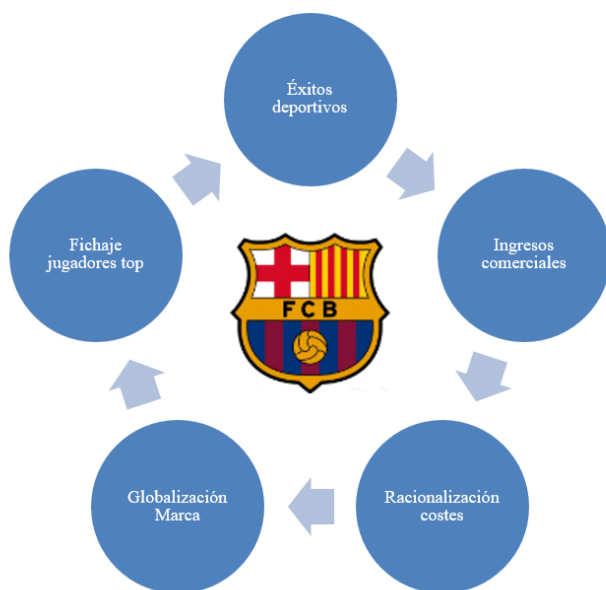 Éxitos
deportivos
Ingresos
comerciales
Racionalización
costes
Globalización
Marca
Fichaje
jugadores top
FCB